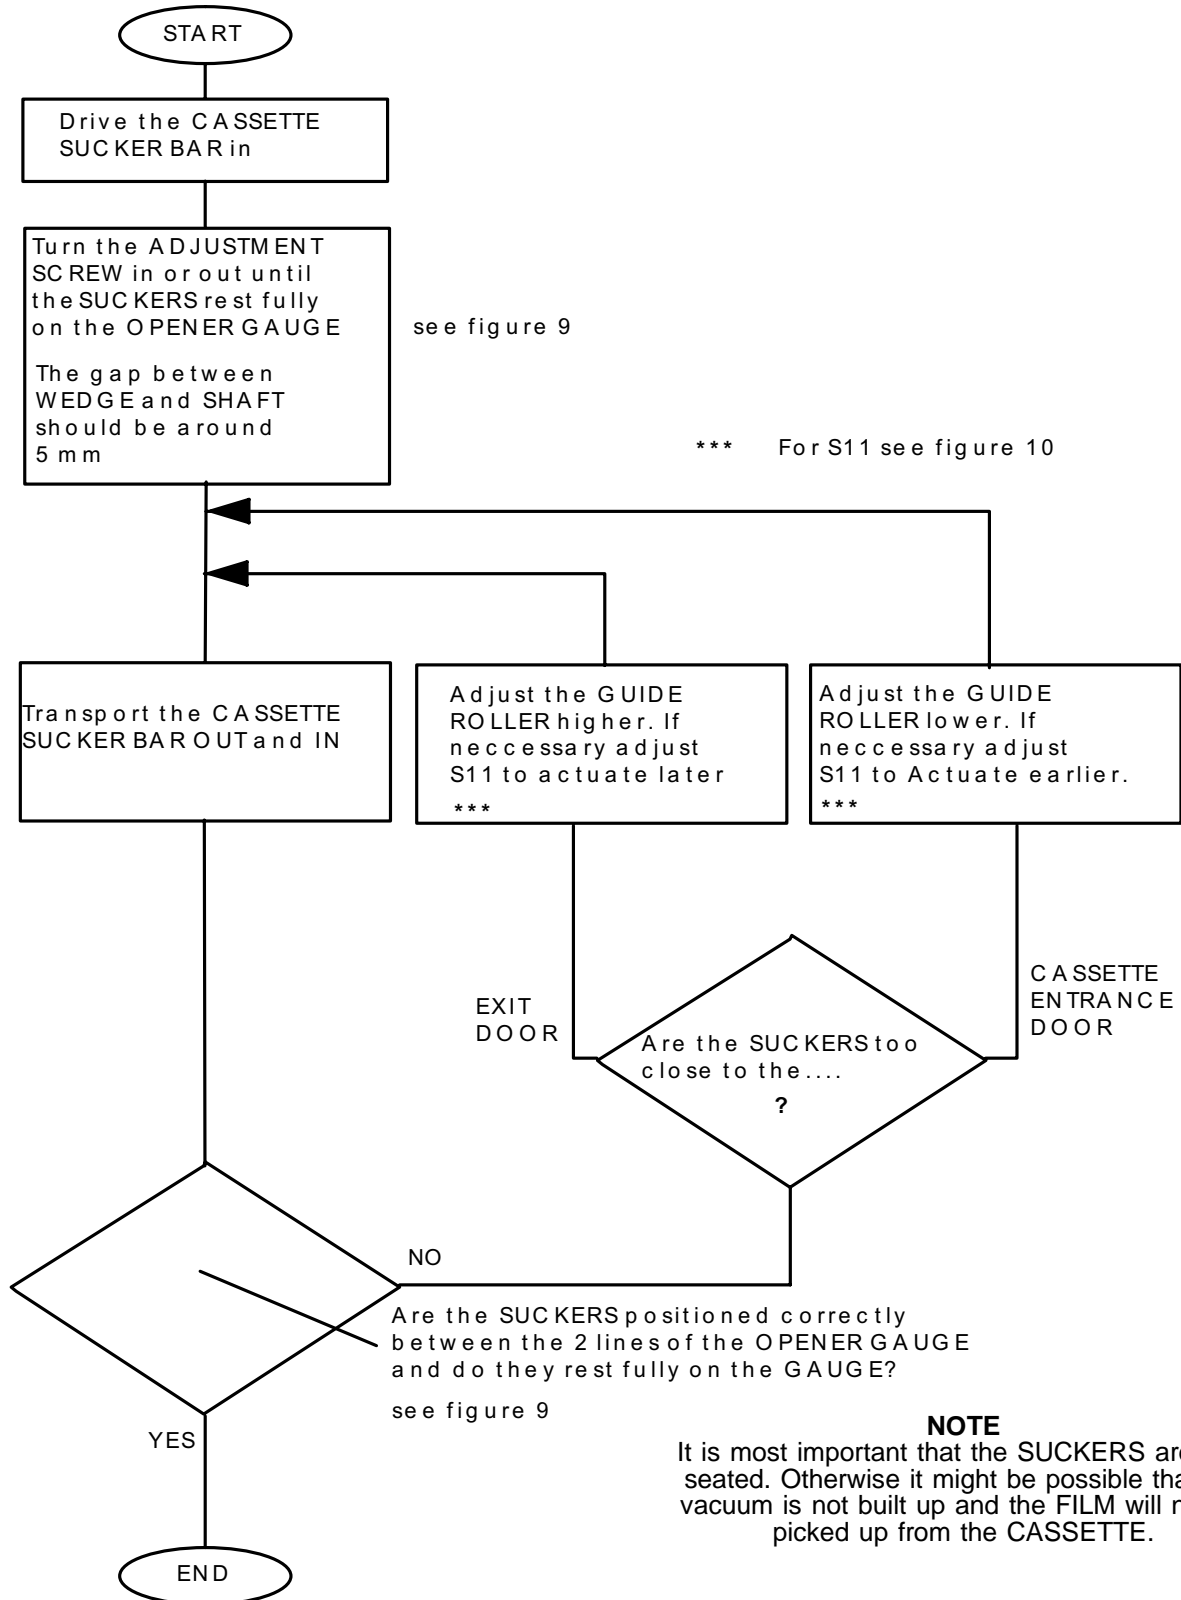 START
Drive the CASSETTE
SUCKER BAR in
Turn the ADJUSTMENT
SCREW in or out until
the SUCKERS rest fully
on the OPENER GAUGE
The gap between
WEDGE and SHAFT
should be around
5 mm
see figure 9
*** For S11 see figure 10
Transport the CASSETTE
SUCKER BAR OUT and IN
Adjust the GUIDE
ROLLER higher. If
neccessary adjust
S11 to actuate later
***
Adjust the GUIDE
ROLLER lower. If
neccessary adjust
S11 to Actuate earlier.
***
EXIT
DOOR
Are the SUCKERS too
close to the....
?
CASSETTE
ENTRANCE
DOOR
NO
Are the SUCKERS positioned correctly
between the 2 lines of the OPENER GAUGE
and do they rest fully on the GAUGE?
see figure 9
YES
END
NOTE
It is most important that the SUCKERS
seated. Otherwise it might be possible
vacuum is not built up and the FILM will
picked up from the CASSETTE.